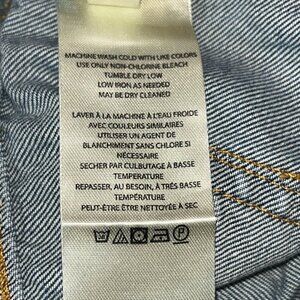 MACHINE WASH COLD WITH LIKE COLORS
USE ONLY NON-CHLORINE BLEACH
TUMBLE DRY LOW
LOW IRON AS NEEDED
MAY BE DRY CLEANED
LAVER À LA MACHINE À L'EAU FROIDE
AVEC COULEURS SIMILAIRES
UTILISER UN AGENT DE
BLANCHIMENT SANS CHLORE SI
NÉCESSAIRE
SECHER PAR CULBUTAGE À BASSE
TEMPÉRATURE
REPASSER, AU BESOIN, À TRÈS BASSE
TEMPÉRATURE
PEUT-ÊTRE ÊTRE NETTOYÉE À SEC